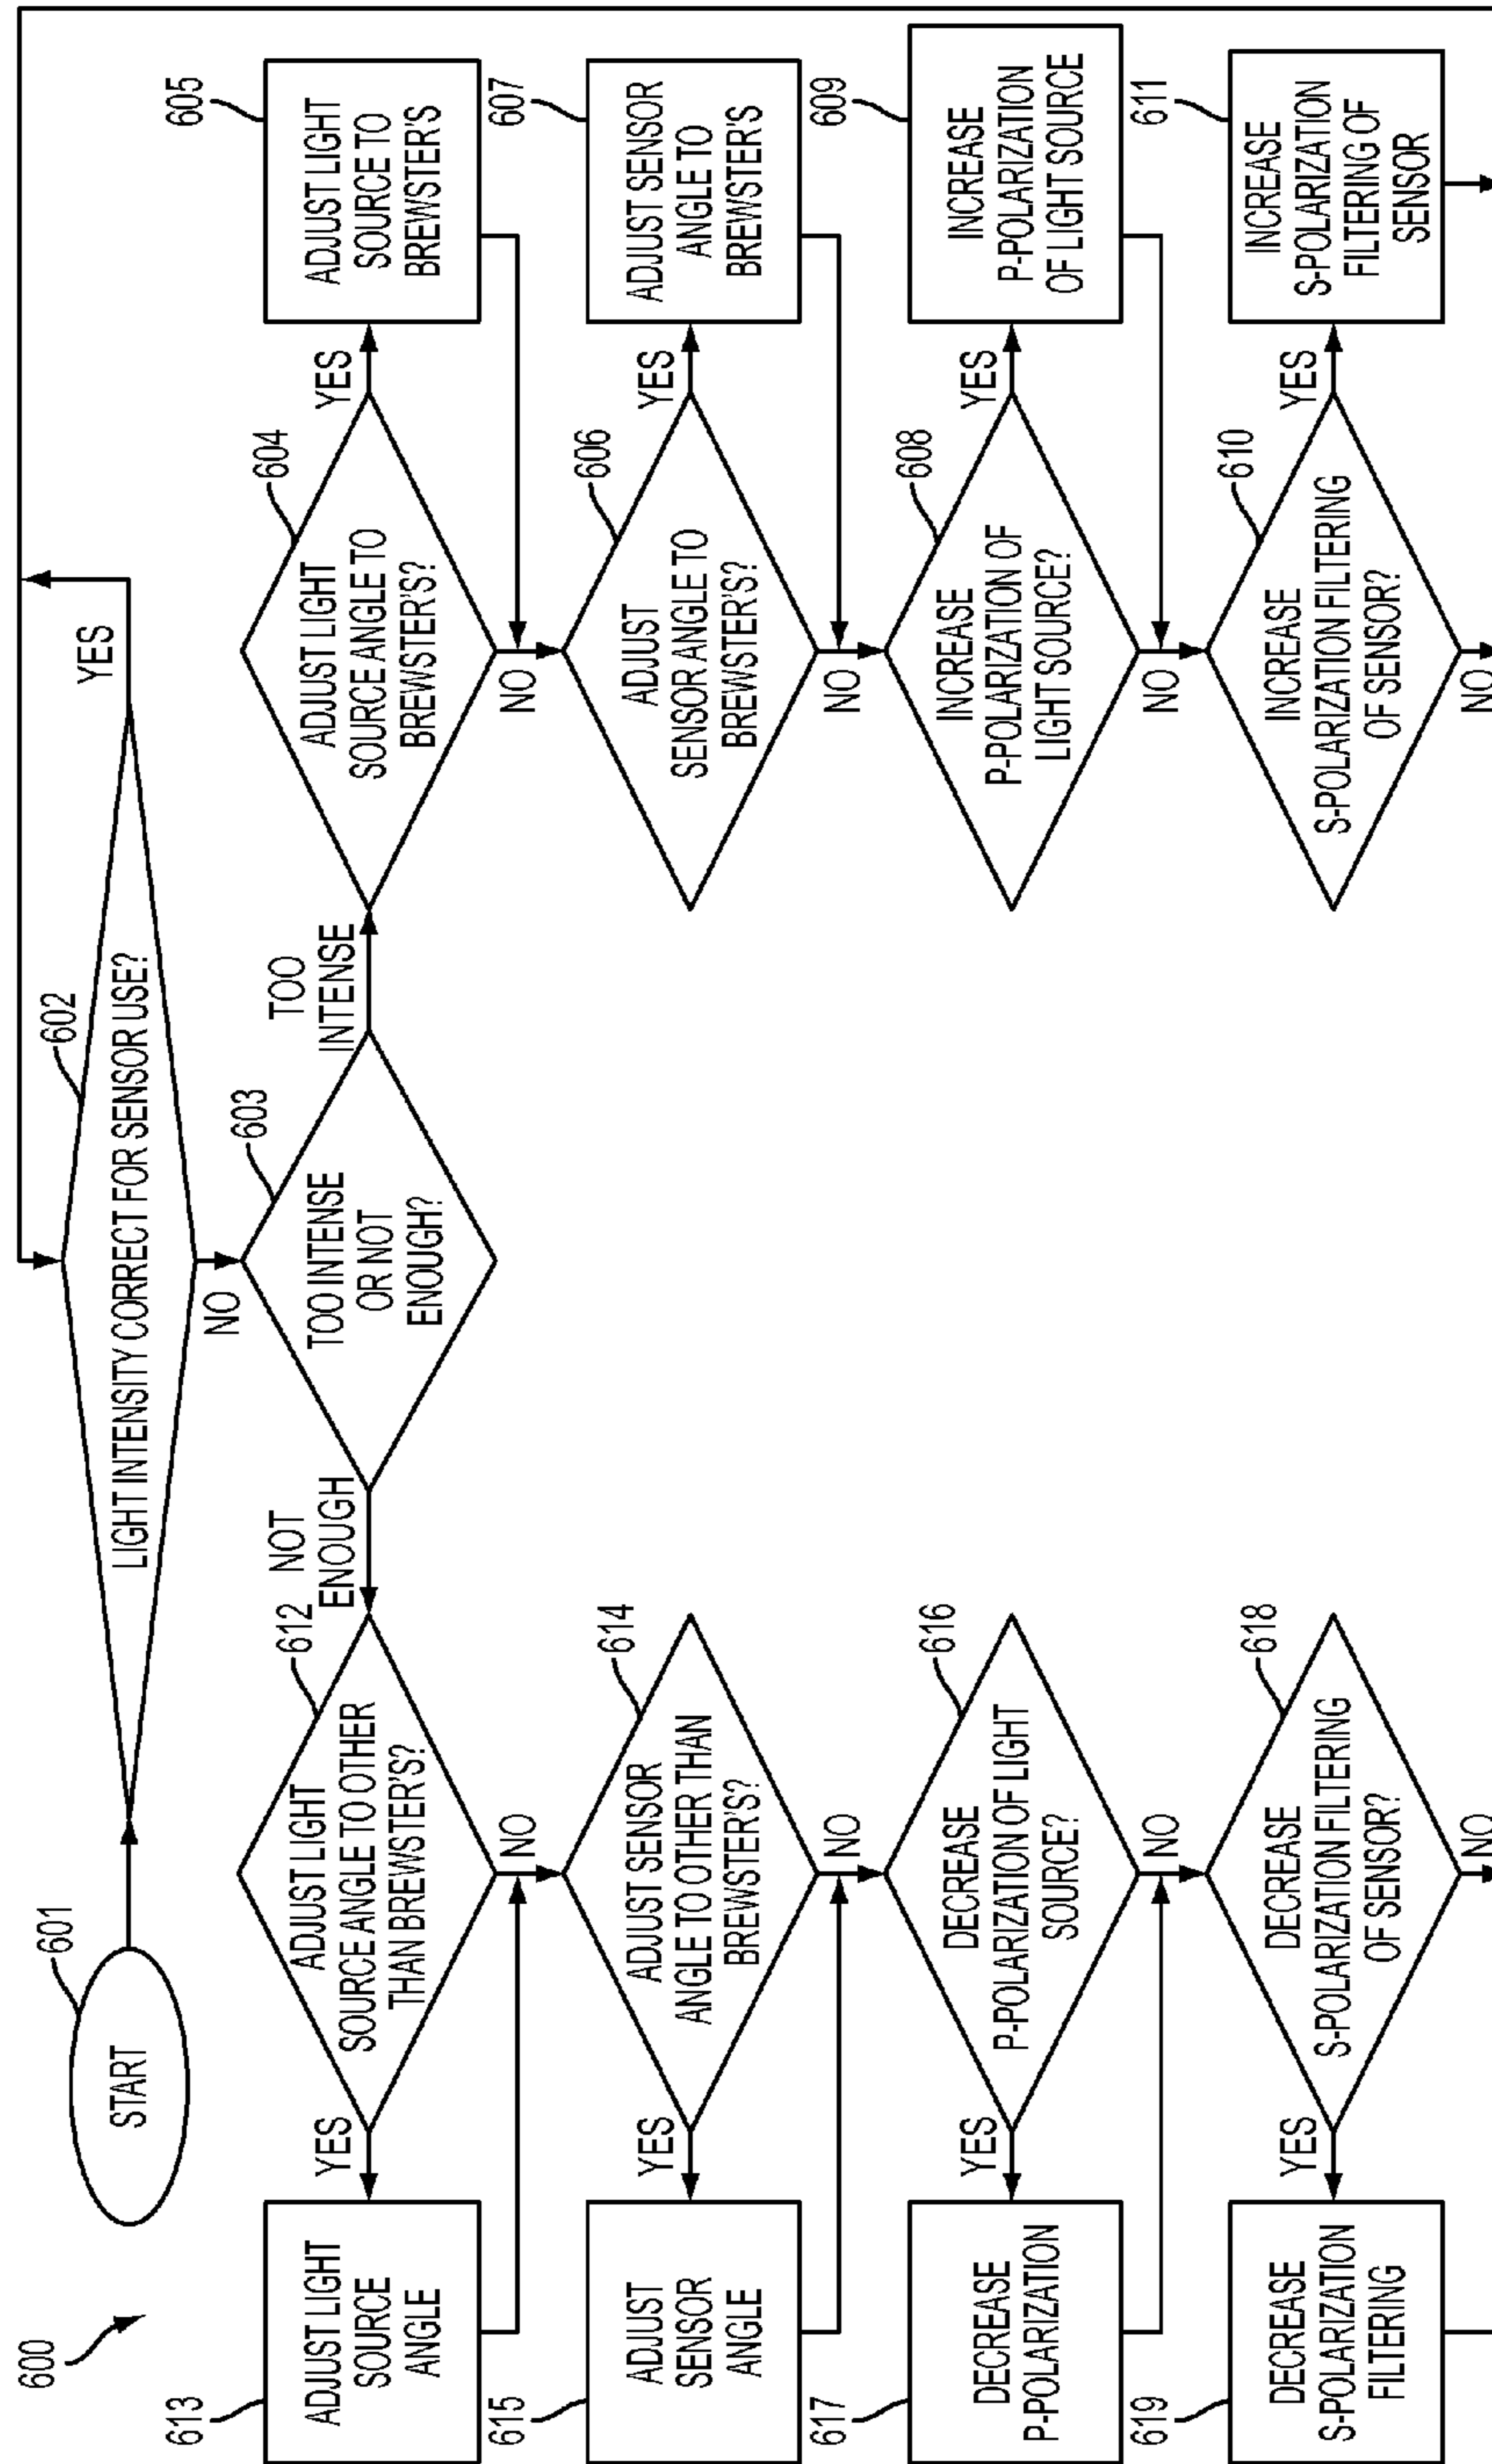 600
START
601
LIGHT INTENSITY CORRECT FOR SENSOR USE?
602
YES
NO
TOO INTENSE
OR NOT
ENOUGH?
603
NOT
ENOUGH
TOO
INTENSE
ADJUST LIGHT
SOURCE ANGLE TO
BREWSTER'S?
604
YES
ADJUST LIGHT
SOURCE TO
BREWSTER'S
605
NO
ADJUST
SENSOR ANGLE TO
BREWSTER'S?
606
YES
ADJUST SENSOR
ANGLE TO
BREWSTER'S
607
NO
INCREASE
P-POLARIZATION OF
LIGHT SOURCE?
608
YES
INCREASE
P-POLARIZATION
OF LIGHT SOURCE
609
NO
INCREASE
S-POLARIZATION FILTERING
OF SENSOR?
610
YES
INCREASE
S-POLARIZATION
FILTERING OF
SENSOR
611
NO
ADJUST LIGHT
SOURCE ANGLE TO OTHER
THAN BREWSTER'S?
612
YES
ADJUST LIGHT
SOURCE
ANGLE
613
NO
ADJUST SENSOR
ANGLE TO OTHER THAN
BREWSTER'S?
614
YES
ADJUST
SENSOR
ANGLE
615
NO
DECREASE
P-POLARIZATION OF LIGHT
SOURCE?
616
YES
DECREASE
P-POLARIZATION
617
NO
DECREASE
S-POLARIZATION FILTERING
OF SENSOR?
618
YES
DECREASE
S-POLARIZATION
FILTERING
619
NO